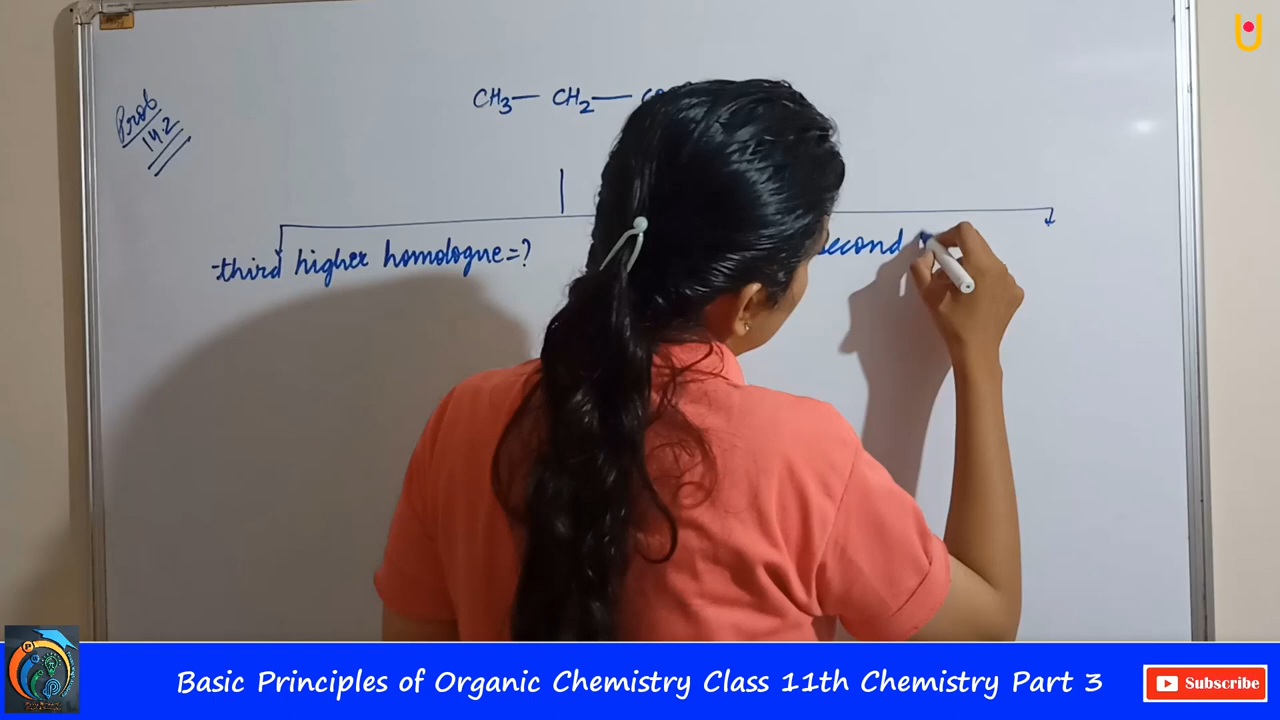 Prob
14.2
CH3— CH2—
third higher homologue=?
second
Basic Principles of Organic Chemistry Class 11th Chemistry Part 3
Subscribe